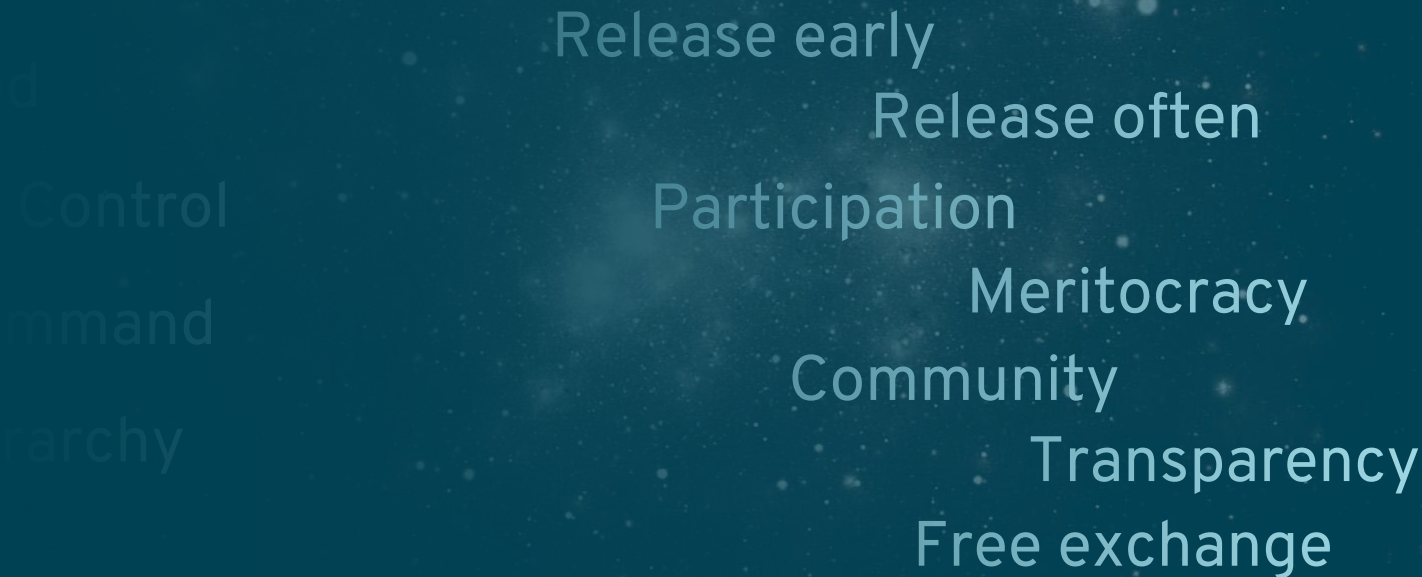 Release early
Release often
Control
Participation
Meritocracy
mmand
Community
rarchy
Transparency
Free exchange